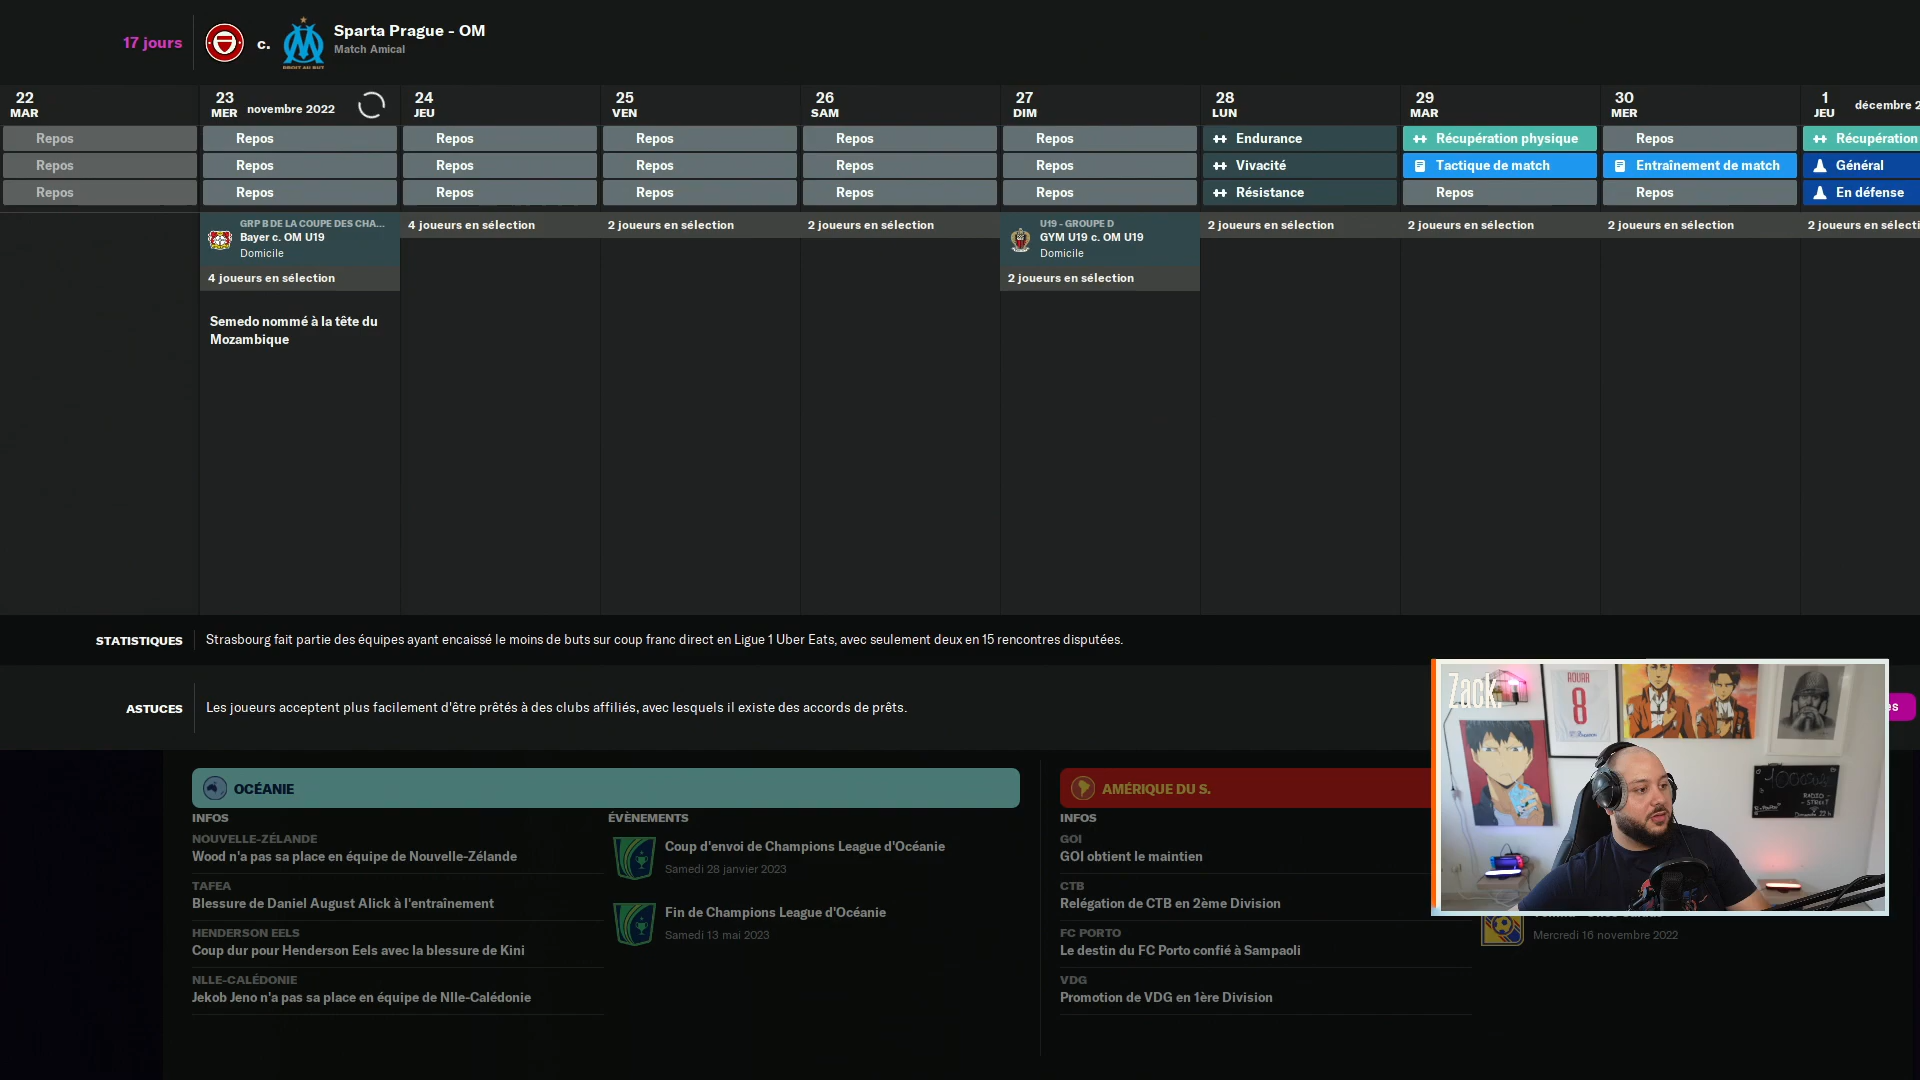 17 jours
c.
Sparta Prague - OM
Match Amical
DROIT AU BUT
22
MAR
23
MER novembre 2022
24
JEU
25
VEN
26
SAM
27
DIM
28
LUN
29
MAR
30
MER
1
JEU décembre 2
Repos
Repos
Repos
Repos
Repos
Repos
Endurance
Récupération physique
Repos
Récupération
Repos
Repos
Repos
Repos
Repos
Repos
Vivacité
Tactique de match
Entraînement de match
Général
Repos
Repos
Repos
Repos
Repos
Repos
Résistance
Repos
Repos
En défense
GRP B DE LA COUPE DES CHA...
Bayer c. OM U19
Domicile
4 joueurs en sélection
4 joueurs en sélection
2 joueurs en sélection
2 joueurs en sélection
U19 - GROUPE D
GYM U19 c. OM U19
Domicile
2 joueurs en sélection
2 joueurs en sélection
2 joueurs en sélection
2 joueurs en sélection
2 joueurs en sélecti
Semedo nommé à la tête du
Mozambique
STATISTIQUES
Strasbourg fait partie des équipes ayant encaissé le moins de buts sur coup franc direct en Ligue 1 Uber Eats, avec seulement deux en 15 rencontres disputées.
ASTUCES
Les joueurs acceptent plus facilement d'être prêtés à des clubs affiliés, avec lesquels il existe des accords de prêts.
es
Zack.
AOUAR
8
RADIO
STREET
OCÉANIE
INFOS
NOUVELLE-ZÉLANDE
Wood n'a pas sa place en équipe de Nouvelle-Zélande
TAFEA
Blessure de Daniel August Alick à l'entraînement
HENDERSON EELS
Coup dur pour Henderson Eels avec la blessure de Kini
NLLE-CALÉDONIE
Jekob Jeno n'a pas sa place en équipe de Nlle-Calédonie
ÉVÈNEMENTS
Coup d'envoi de Champions League d'Océanie
Samedi 28 janvier 2023
Fin de Champions League d'Océanie
Samedi 13 mai 2023
AMÉRIQUE DU S.
INFOS
GOI
GOI obtient le maintien
CTB
Relégation de CTB en 2ème Division
FC PORTO
Le destin du FC Porto confié à Sampaoli
VDG
Promotion de VDG en 1ère Division
Mercredi 16 novembre 2022